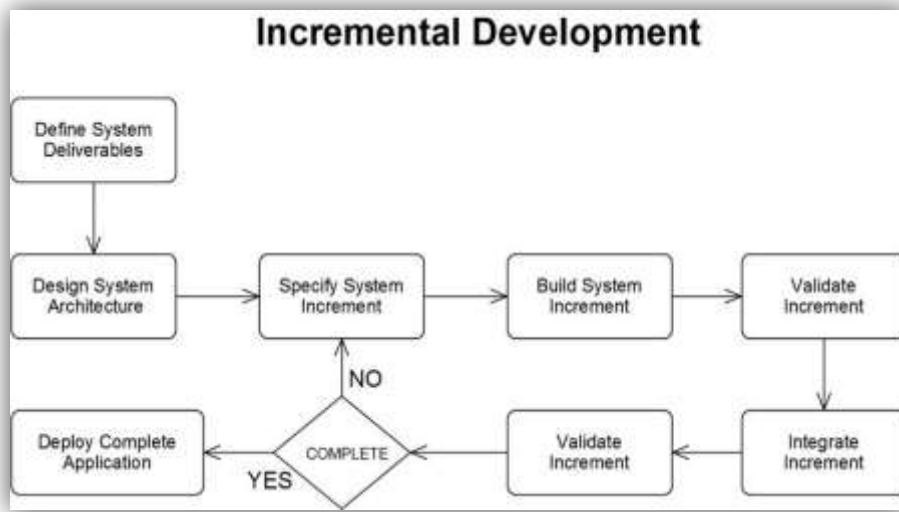 Incremental Development
Define System
Deliverables
Design System
Architecture
Specify System
Increment
Build System
Increment
Validate
Increment
NO
Deploy Complete
Application
YES
COMPLETE
Validate
Increment
Integrate
Increment